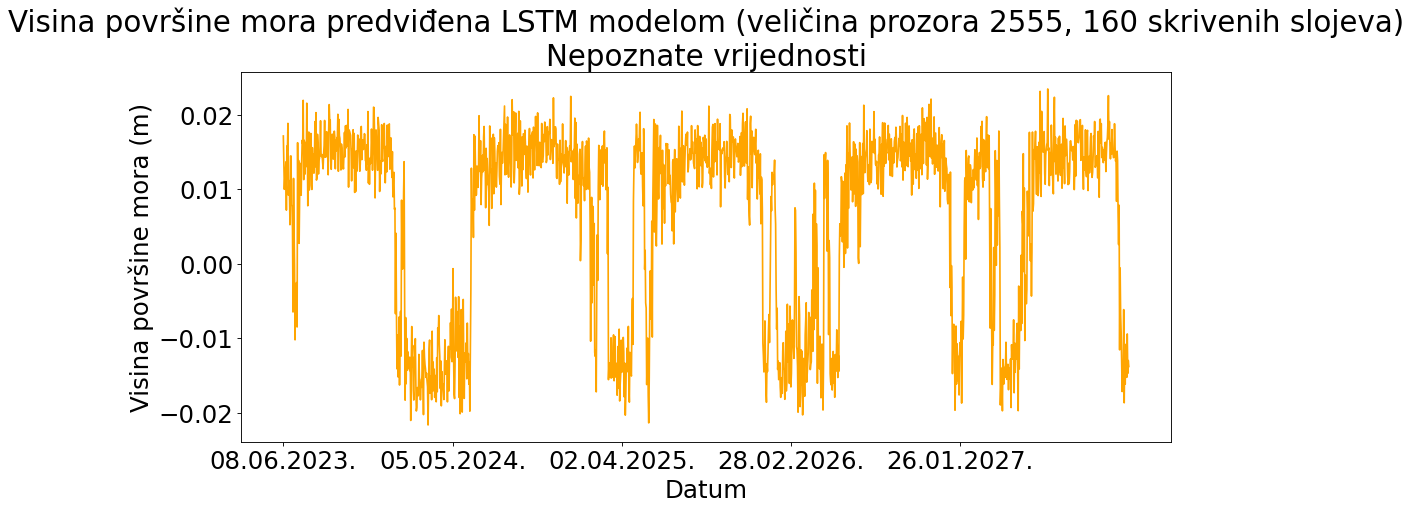 Visina površine mora predviđena LSTM modelom (veličina prozora 2555, 160 skrivenih slojeva)
Nepoznate vrijednosti
Visina površine mora (m)
0.02
0.01
0.00
−0.01
−0.02
08.06.2023. 05.05.2024. 02.04.2025. 28.02.2026. 26.01.2027.
Datum